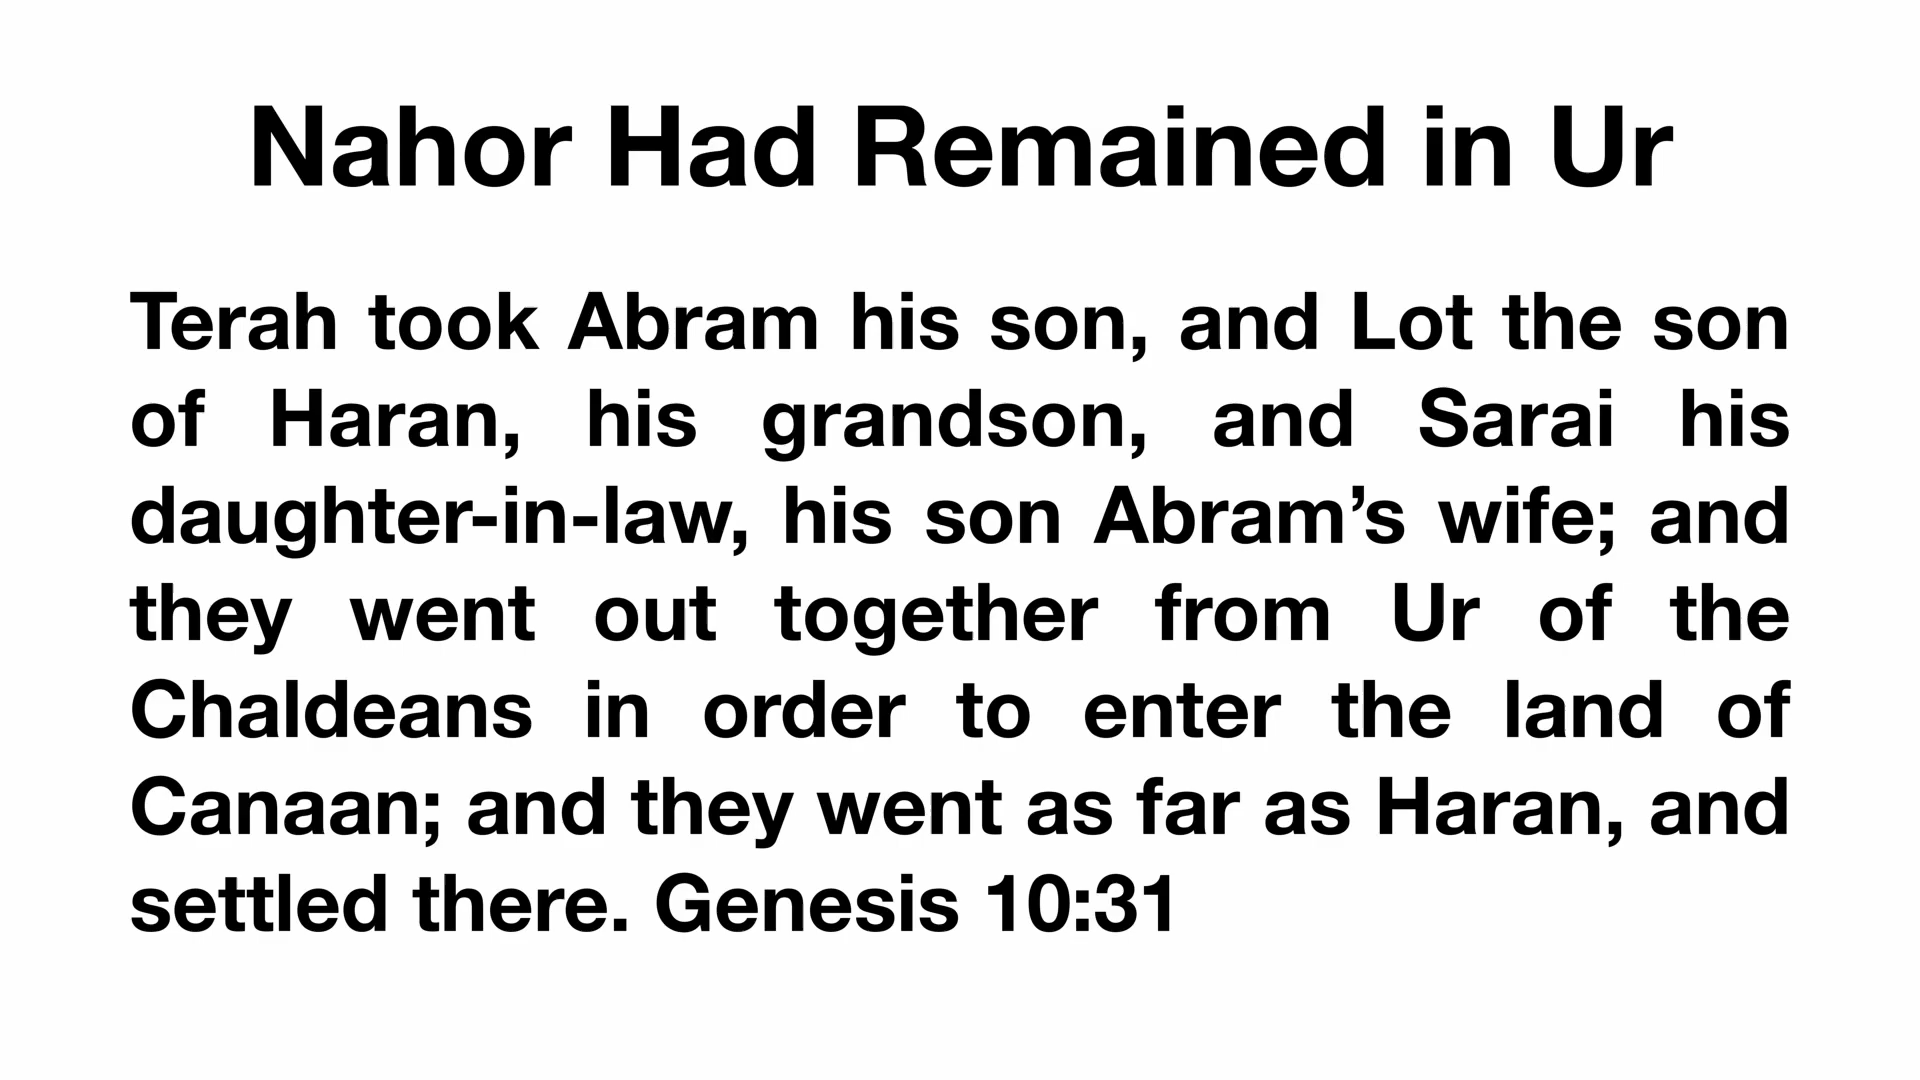 Nahor Had Remained in Ur
Terah took Abram his son, and Lot the son
of Haran, his grandson, and Sarai his
daughter-in-law, his son Abram’s wife; and
they went out together from Ur of the
Chaldeans in order to enter the land of
Canaan; and they went as far as Haran, and
settled there. Genesis 10:31